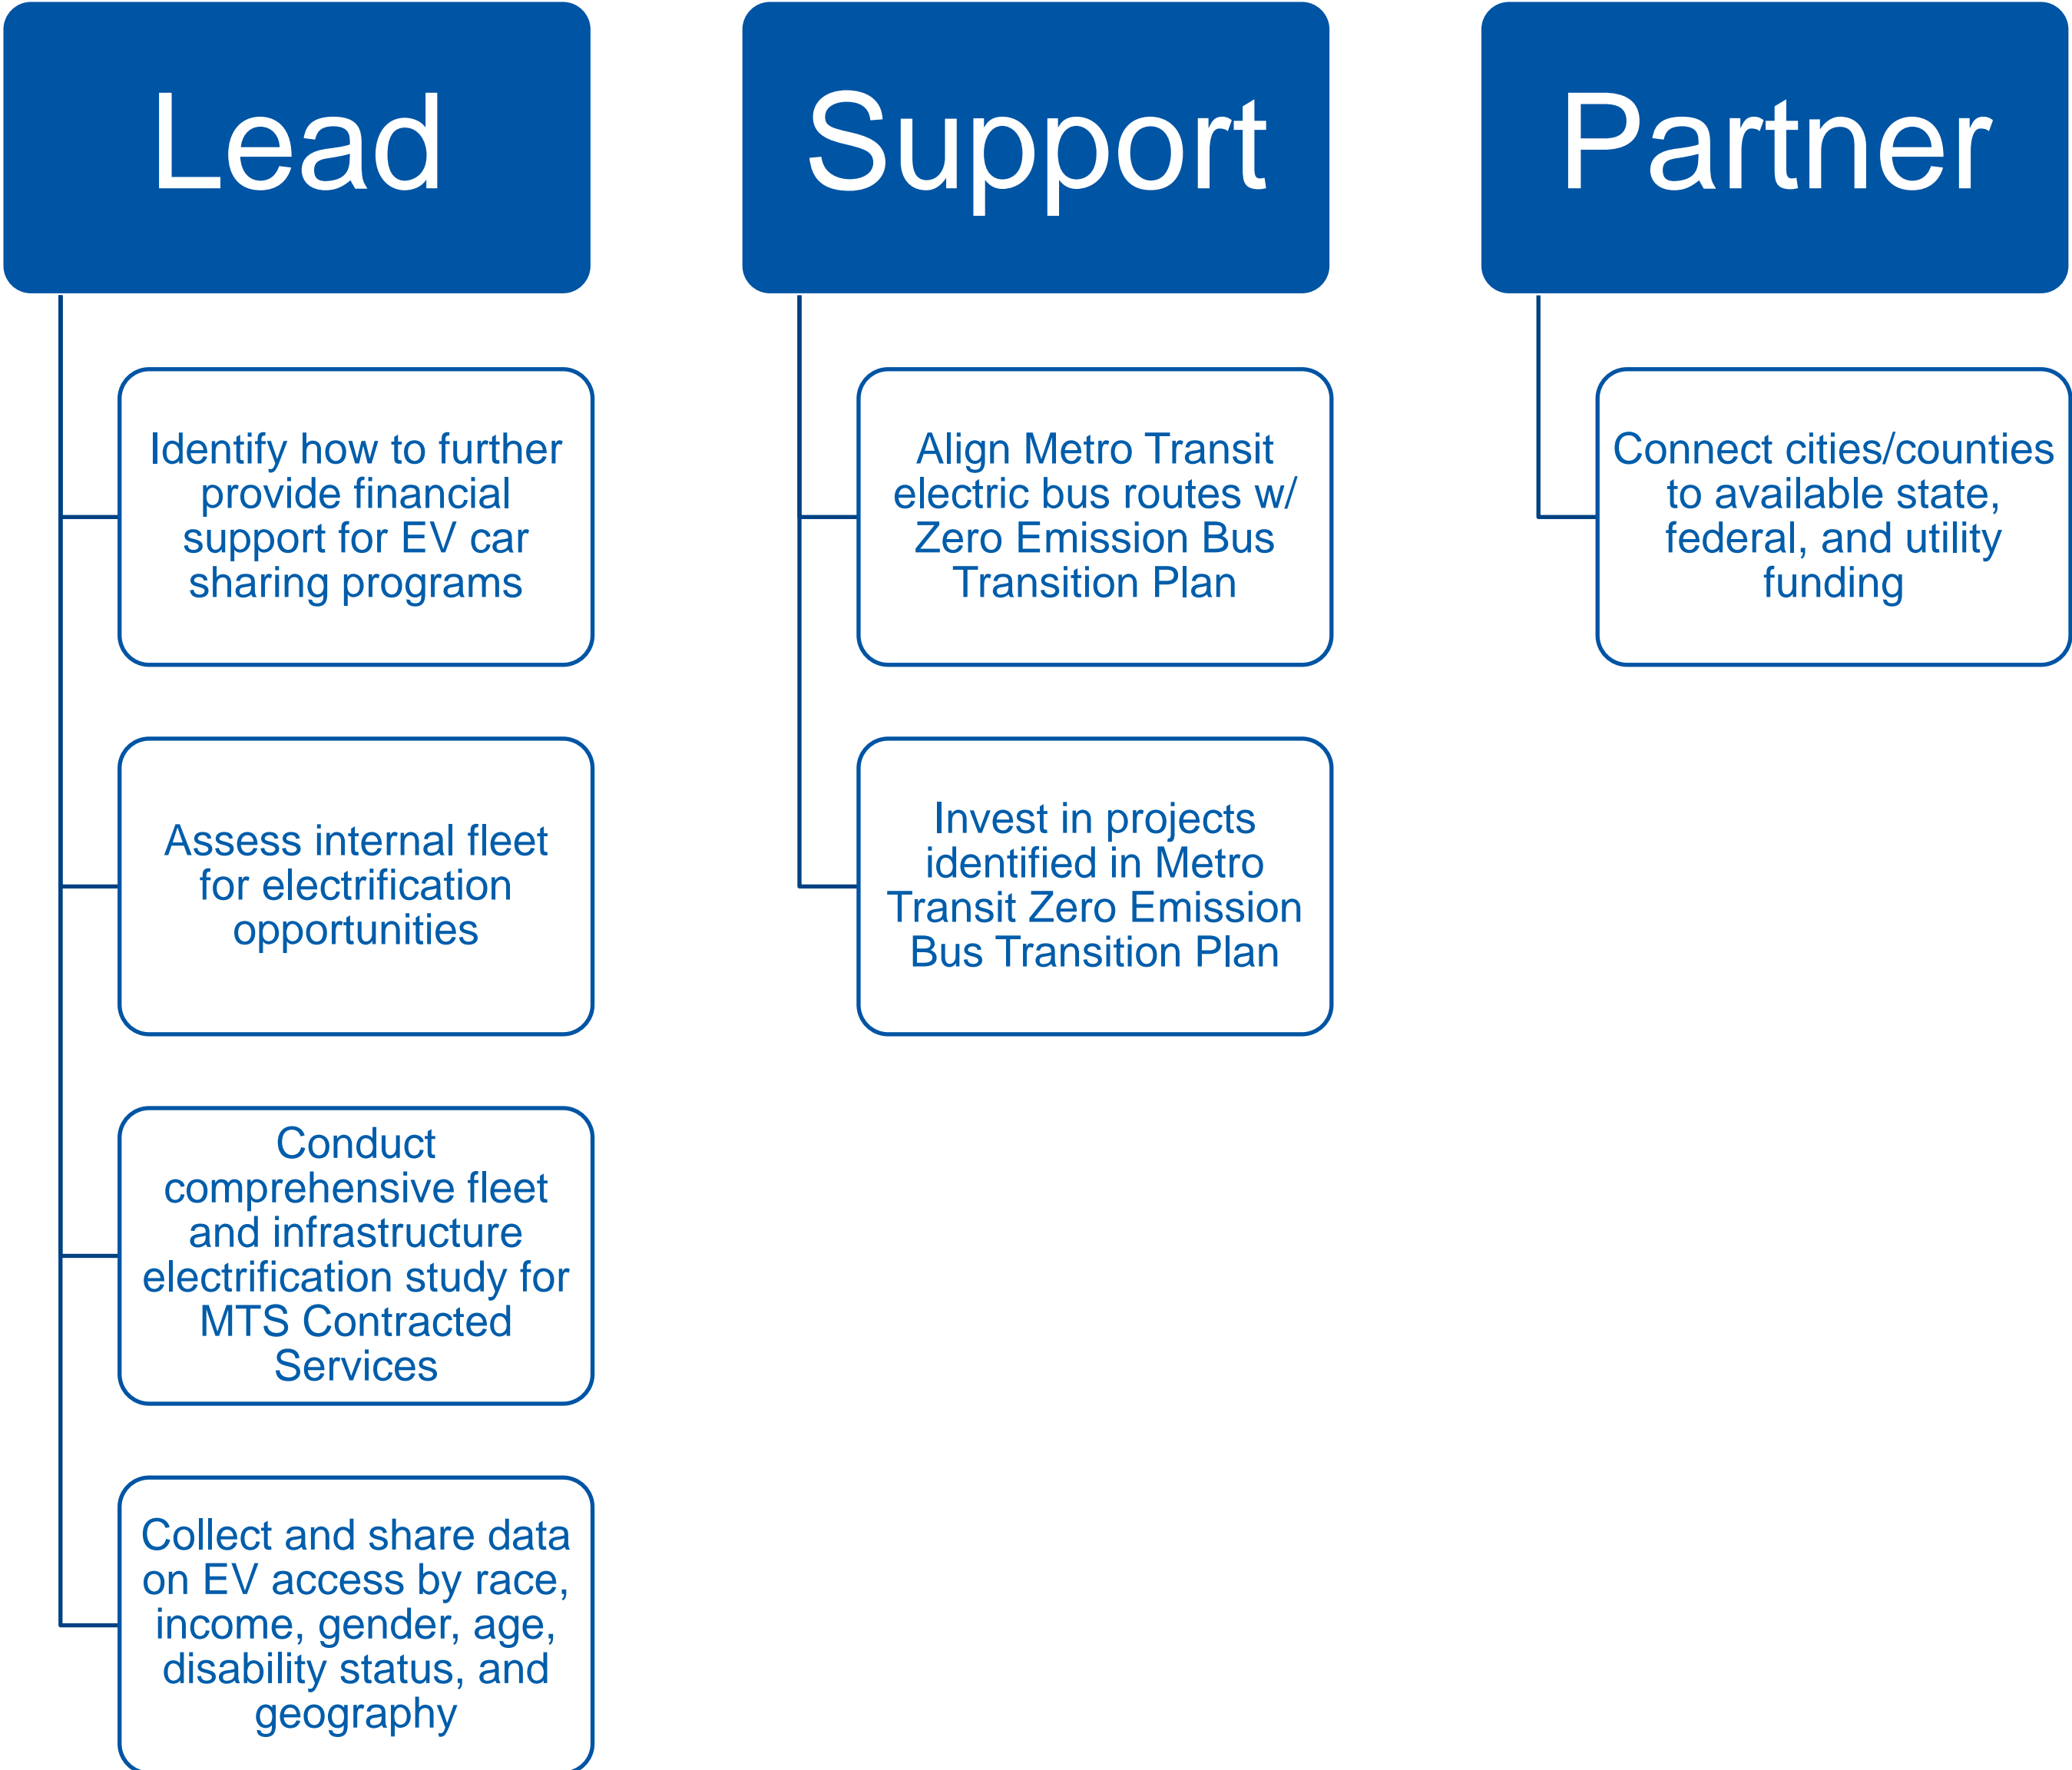 Lead
Identify how to further
provide financial
support for EV car
sharing programs
Assess internal fleet
for electrification
opportunities
Conduct
comprehensive fleet
and infrastructure
electrification study for
MTS Contracted
Services
Collect and share data
on EV access by race,
income, gender, age,
disability status, and
geography
Support
Align Metro Transit
electric bus routes w/
Zero Emission Bus
Transition Plan
Invest in projects
identified in Metro
Transit Zero Emission
Bus Transition Plan
Partner
Connect cities/counties
to available state,
federal, and utility
funding